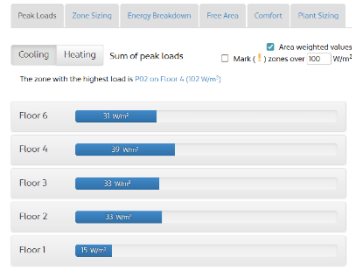 Peak Loads Zone Sizing Energy Breakdown Free Area Comfort Plant Sizing
Area weighted values
Cooling Heating Sum of peak loads Mark ( ! ) zones over 100 W/m²
The zone with the highest load is P02 on Floor 4 (102 W/m²)
Floor 6 31 W/m²
Floor 4 39 W/m²
Floor 3 33 W/m²
Floor 2 33 W/m²
Floor 1 15 W/m²